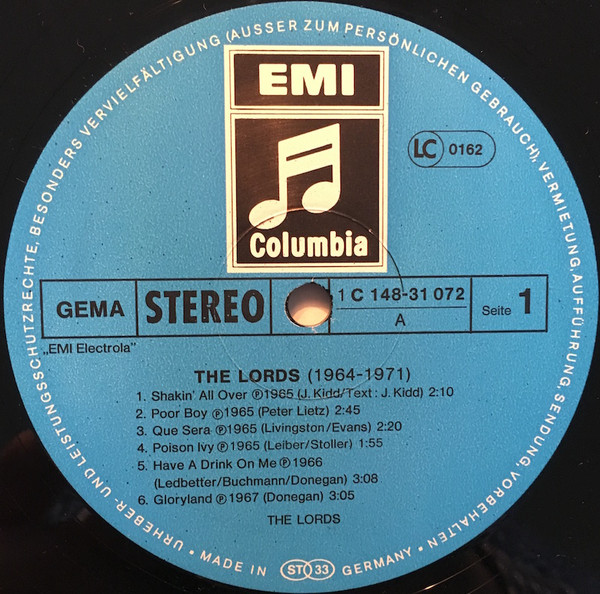 URHEBER- UND LEISTUNGSSCHUTZRECHTE, BESONDERS VERVIELFÄLTIGUNG (AUSSER ZUM PERSÖNLICHEN GEBRAUCH), VERMIETUNG, AUFFÜHRUNG, SENDUNG, VORBEHALTEN
EMI
Columbia
LC 0162
GEMA STEREO 1 C 148-31 072
A
Seite 1
„EMI Electrola"
THE LORDS (1964-1971)
1. Shakin' All Over ℗1965 (J. Kidd/Text: J. Kidd) 2:10
2. Poor Boy ℗1965 (Peter Lietz) 2:45
3. Que Sera ℗1965 (Livingston/Evans) 2:20
4. Poison Ivy ℗1965 (Leiber/Stoller) 1:55
5. Have A Drink On Me ℗1966
(Ledbetter/Buchmann/Donegan) 3:08
6. Gloryland ℗1967 (Donegan) 3:05
THE LORDS
• MADE IN ST 33 GERMANY •